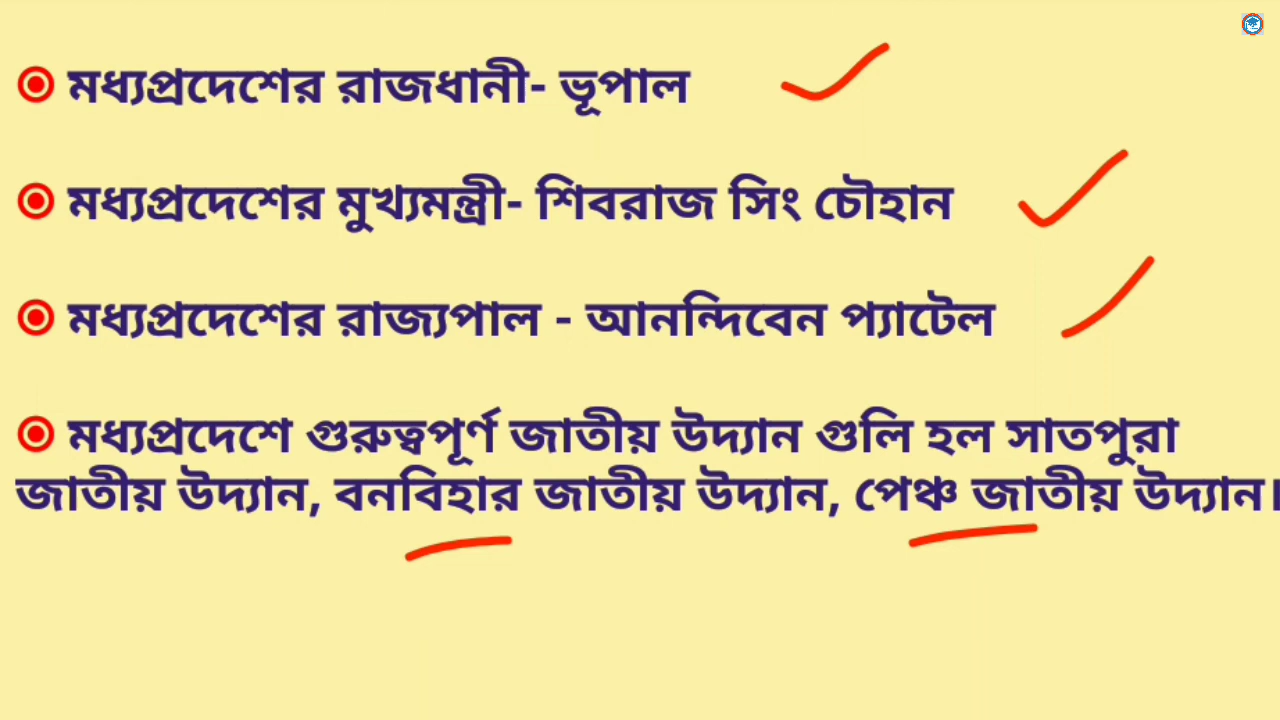 মধ্যপ্রদেশের রাজধানী- ভূপাল
মধ্যপ্রদেশের মুখ্যমন্ত্রী- শিবরাজ সিং চৌহান
মধ্যপ্রদেশের রাজ্যপাল - আনন্দিবেন প্যাটেল
মধ্যপ্রদেশে গুরুত্বপূর্ণ জাতীয় উদ্যান গুলি হল সাতপুরা
জাতীয় উদ্যান, বনবিহার জাতীয় উদ্যান, পেঞ্চ জাতীয় উদ্যান।